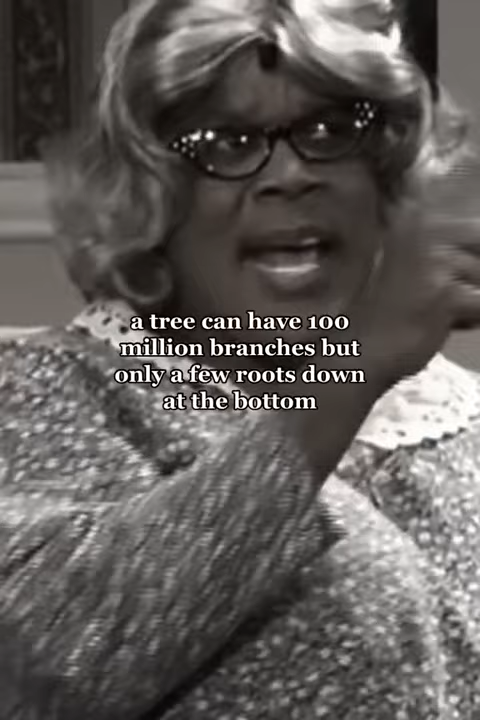 a tree can have 100
million branches but
only a few roots down
at the bottom